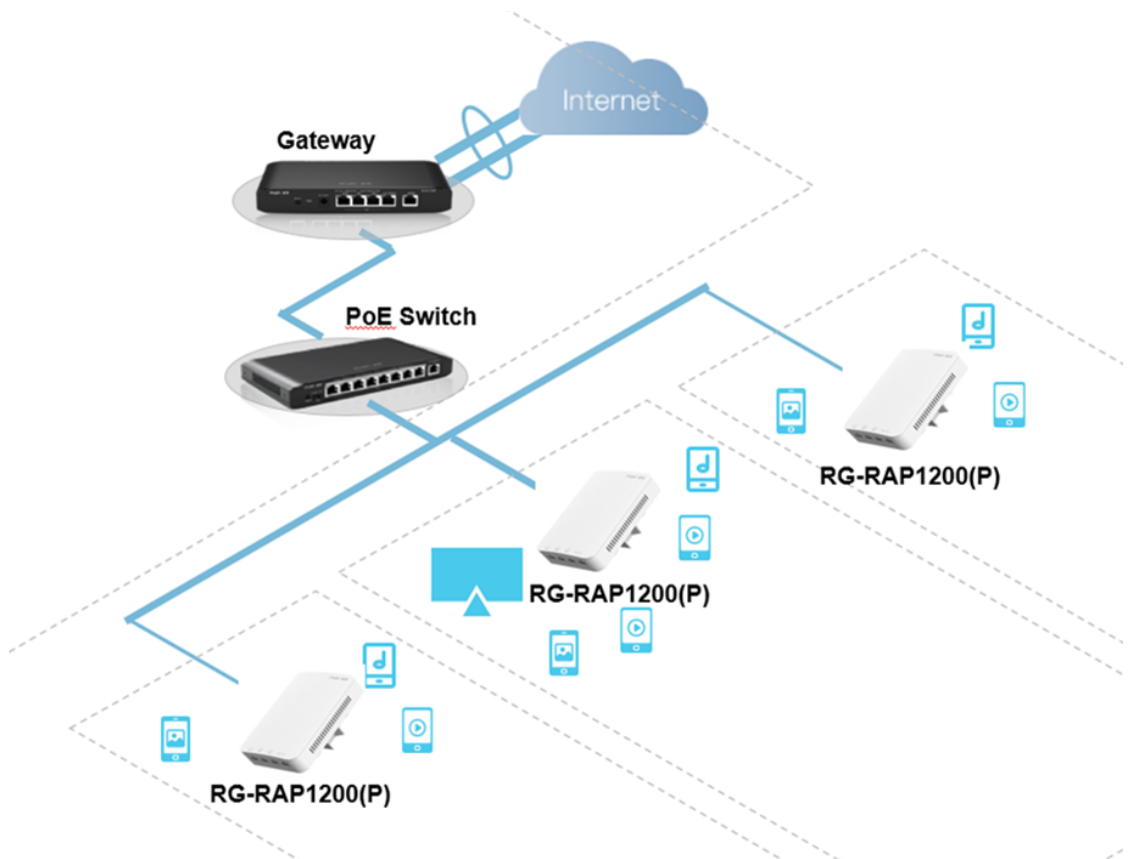 Internet
Gateway
PoE Switch
RG-RAP1200(P)
RG-RAP1200(P)
RG-RAP1200(P)